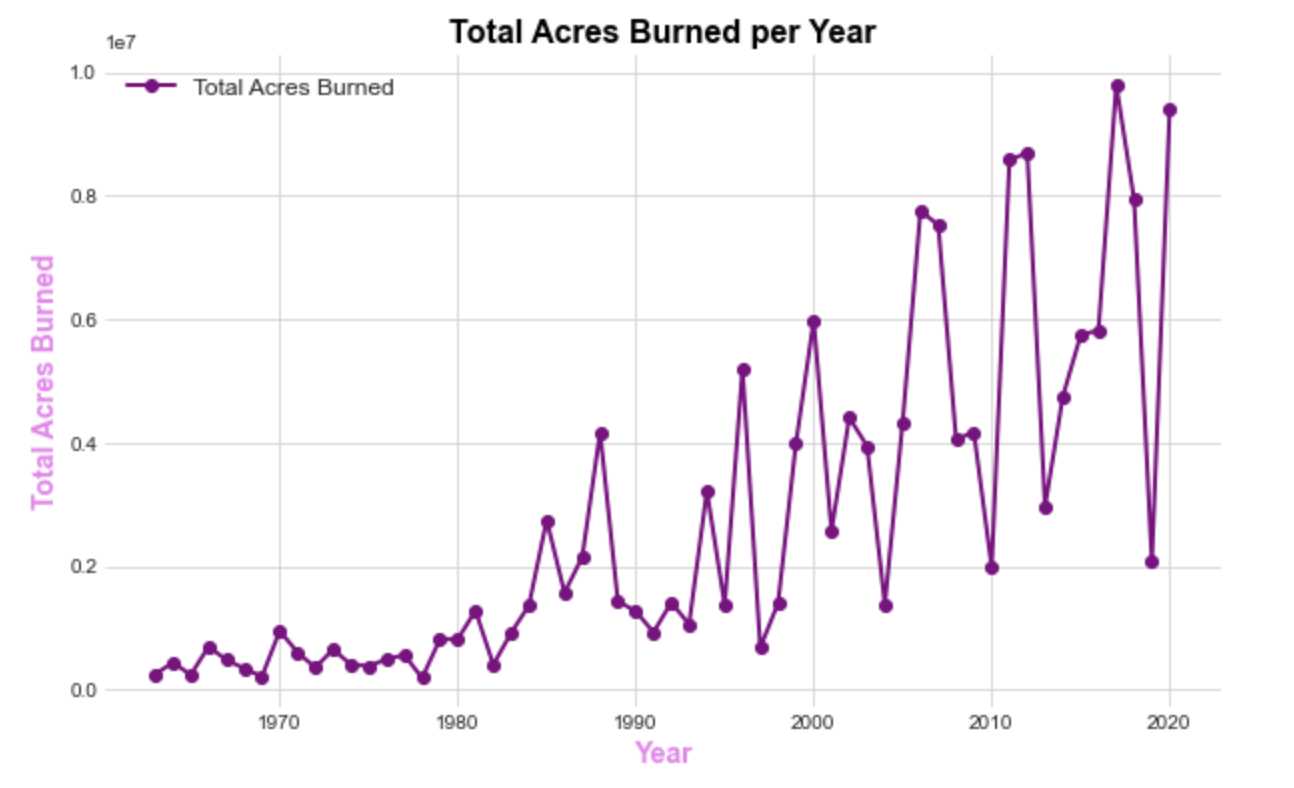 Total Acres Burned per Year
1e7
1.0
Total Acres Burned
0.8
0.6
0.4
0.2
0.0
Total Acres Burned
1970 1980 1990 2000 2010 2020
Year